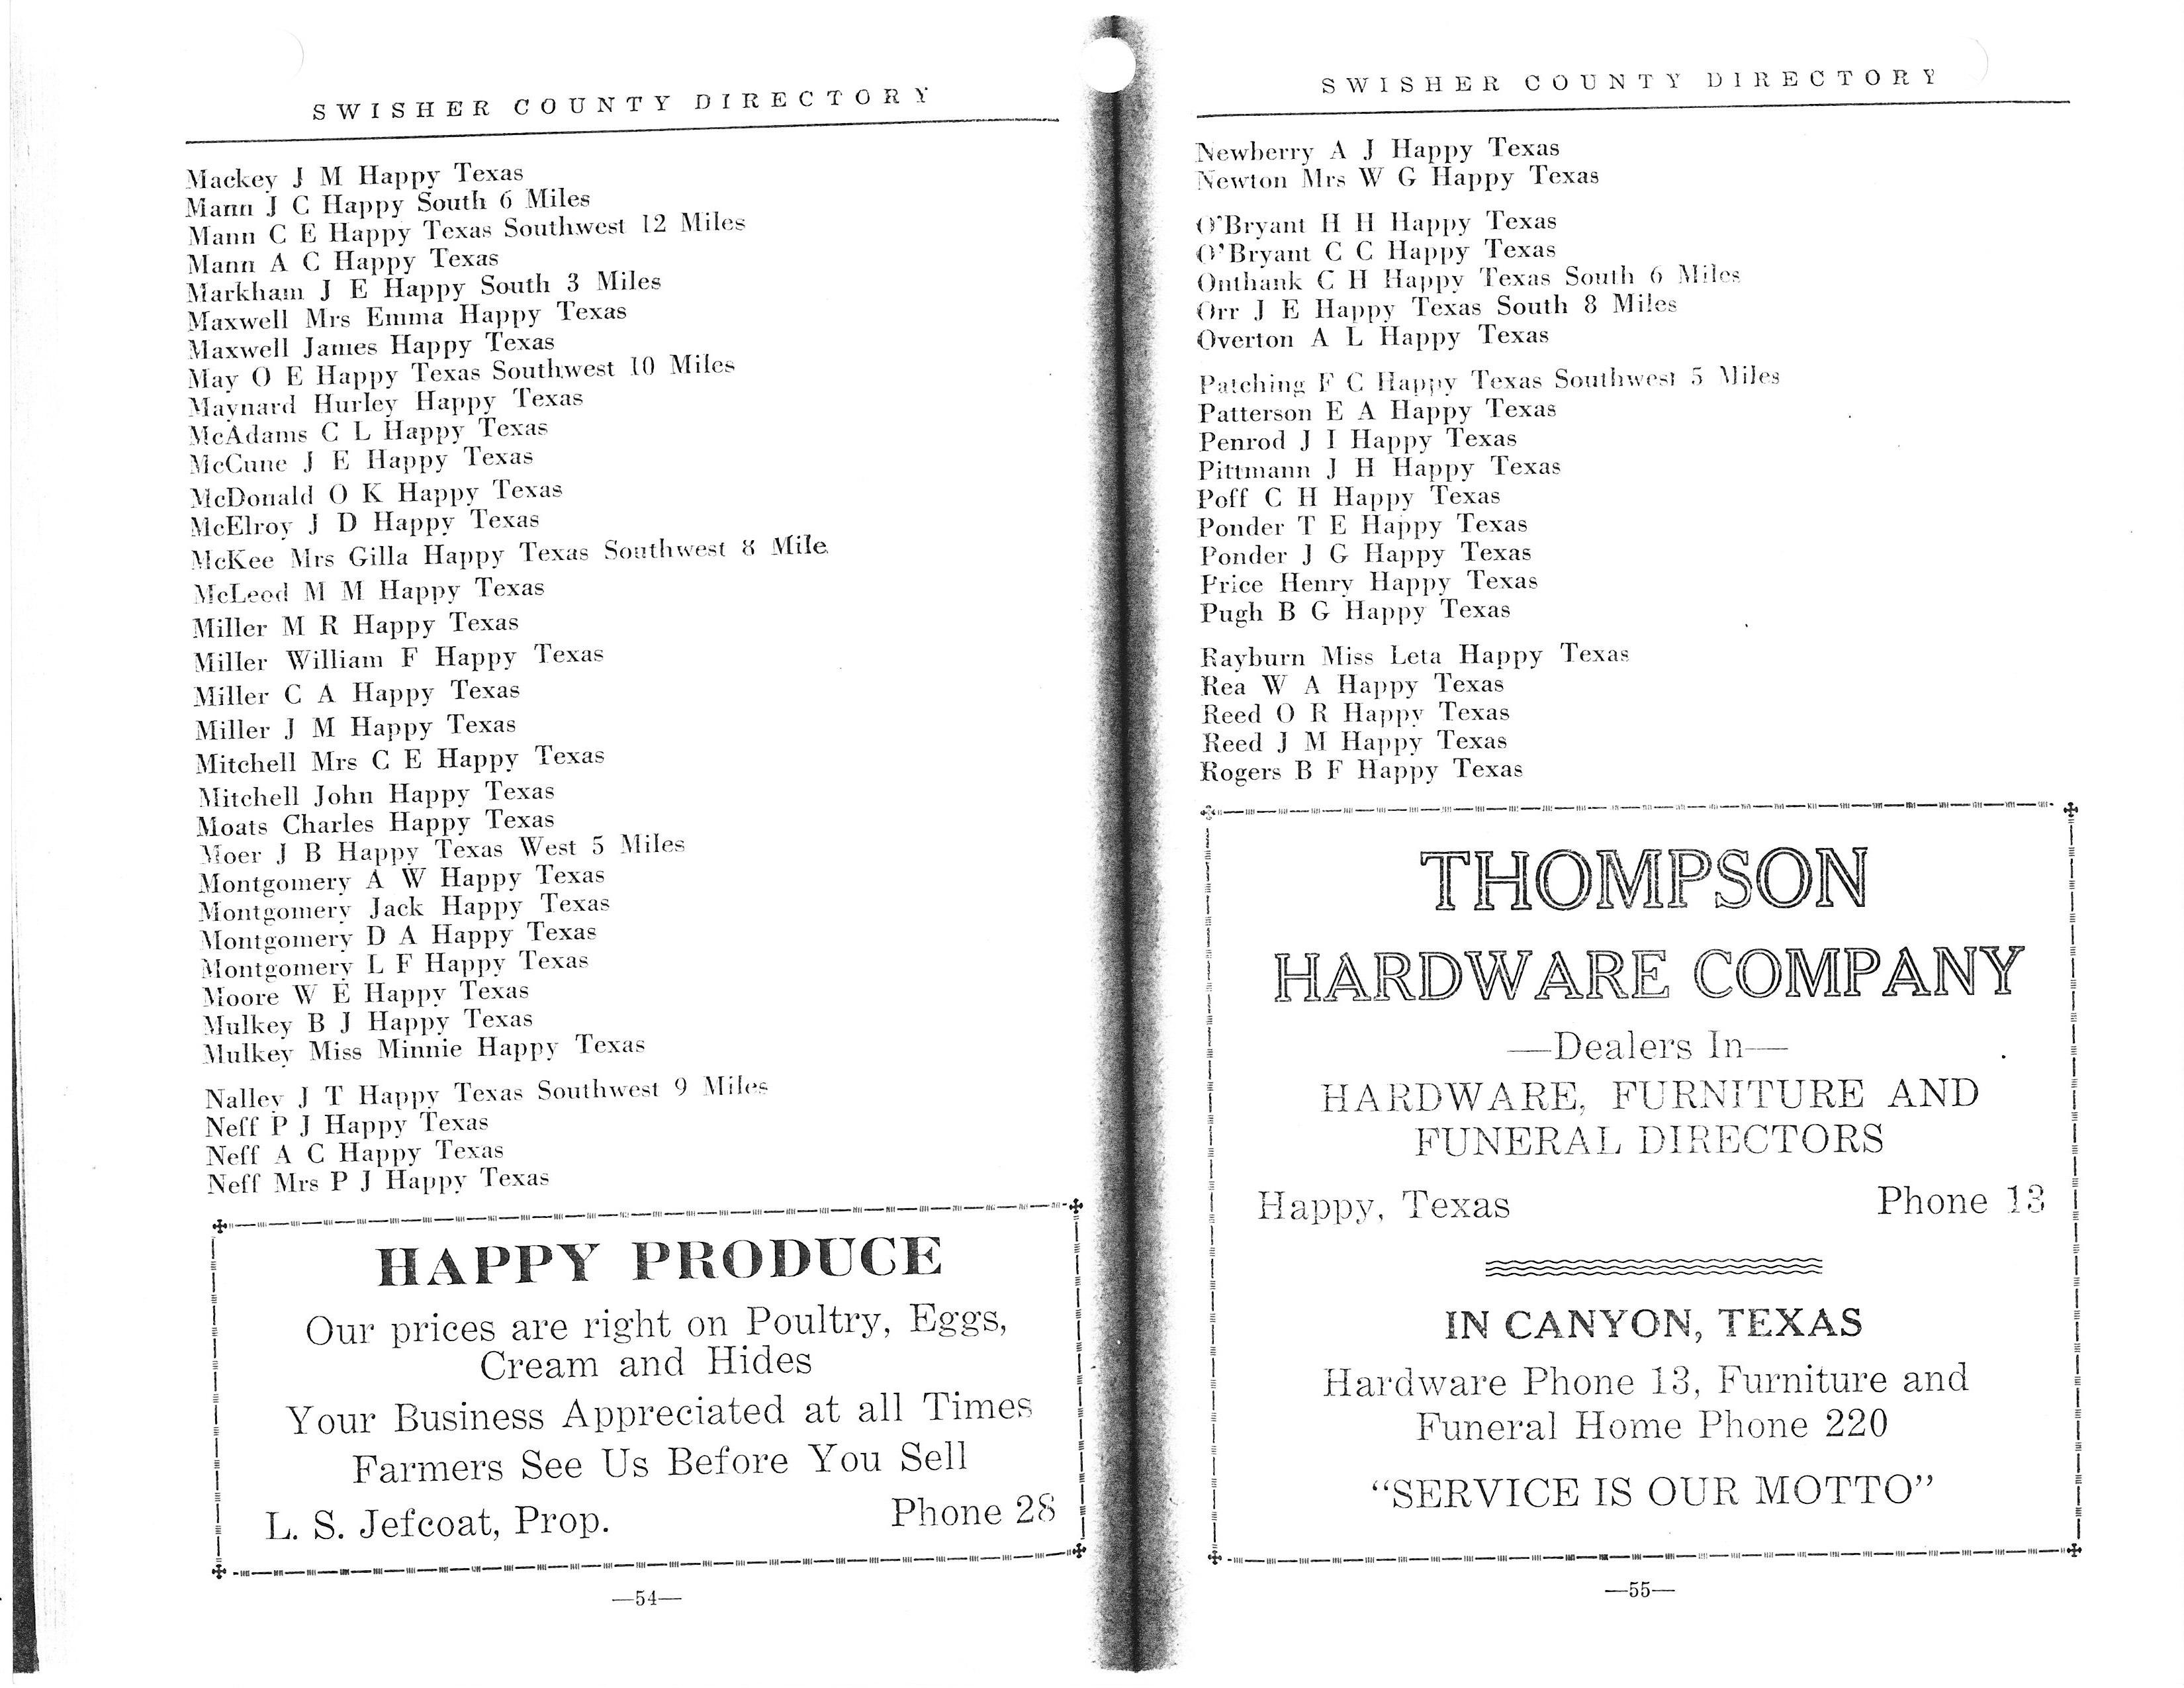 SWISHER COUNTY DIRECTORY
Mackey J M Happy Texas
Mann J C Happy South 6 Miles
Mann C E Happy Texas Southwest 12 Miles
Mann A C Happy Texas
Markham J E Happy South 3 Miles
Maxwell Mrs Emma Happy Texas
Maxwell James Happy Texas
May O E Happy Texas Southwest 10 Miles
Maynard Hurley Happy Texas
McAdams C L Happy Texas
McCune J E Happy Texas
McDonald O K Happy Texas
McElroy J D Happy Texas
McKee Mrs Gilla Happy Texas Southwest 8 Mile
McLeod M M Happy Texas
Miller M R Happy Texas
Miller William F Happy Texas
Miller C A Happy Texas
Miller J M Happy Texas
Mitchell Mrs C E Happy Texas
Mitchell John Happy Texas
Moats Charles Happy Texas
Moer J B Happy Texas West 5 Miles
Montgomery A W Happy Texas
Montgomery Jack Happy Texas
Montgomery D A Happy Texas
Montgomery L F Happy Texas
Moore W E Happy Texas
Mulkey B J Happy Texas
Mulkey Miss Minnie Happy Texas
Nalley J T Happy Texas Southwest 9 Miles
Neff P J Happy Texas
Neff A C Happy Texas
Neff Mrs P J Happy Texas
HAPPY PRODUCE
Our prices are right on Poultry, Eggs,
Cream and Hides
Your Business Appreciated at all Times
Farmers See Us Before You Sell
L. S. Jefcoat, Prop. Phone 28
—54—
SWISHER COUNTY DIRECTORY
Newberry A J Happy Texas
Newton Mrs W G Happy Texas
O'Bryant H H Happy Texas
O'Bryant C C Happy Texas
Onthank C H Happy Texas South 6 Miles
Orr J E Happy Texas South 8 Miles
Overton A L Happy Texas
Patching F C Happy Texas Southwest 5 Miles
Patterson E A Happy Texas
Penrod J I Happy Texas
Pittmann J H Happy Texas
Poff C H Happy Texas
Ponder T E Happy Texas
Ponder J G Happy Texas
Price Henry Happy Texas
Pugh B G Happy Texas
Rayburn Miss Leta Happy Texas
Rea W A Happy Texas
Reed O R Happy Texas
Reed J M Happy Texas
Rogers B F Happy Texas
THOMPSON
HARDWARE COMPANY
—Dealers In—
HARDWARE, FURNITURE AND
FUNERAL DIRECTORS
Happy, Texas Phone 13
IN CANYON, TEXAS
Hardware Phone 13, Furniture and
Funeral Home Phone 220
"SERVICE IS OUR MOTTO"
—55—